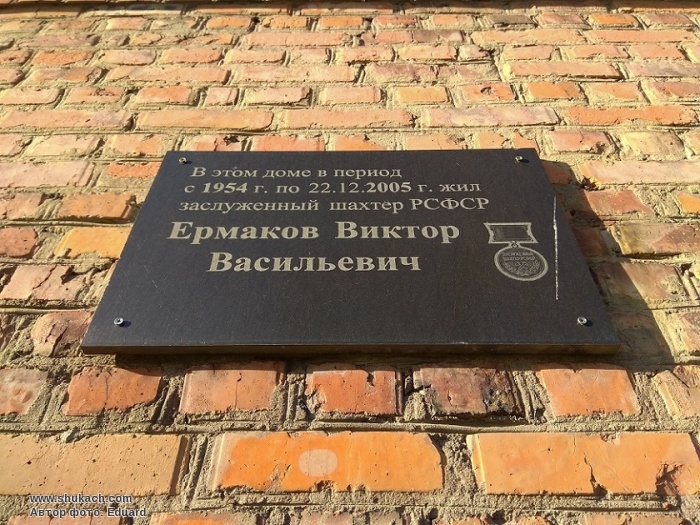 В этом доме в период
с 1954 г. по 22.12.2005 г. жил
заслуженный шахтер РСФСР
Ермаков Виктор
Васильевич
www.shukach.com
Автор фото: Eduard